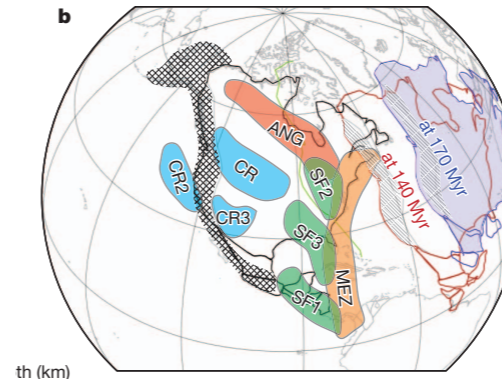 b
ANG
at 170 Myr
at 140 Myr
CR2
CR
SF2
CR3
SF3
MEZ
SF1
th (km)